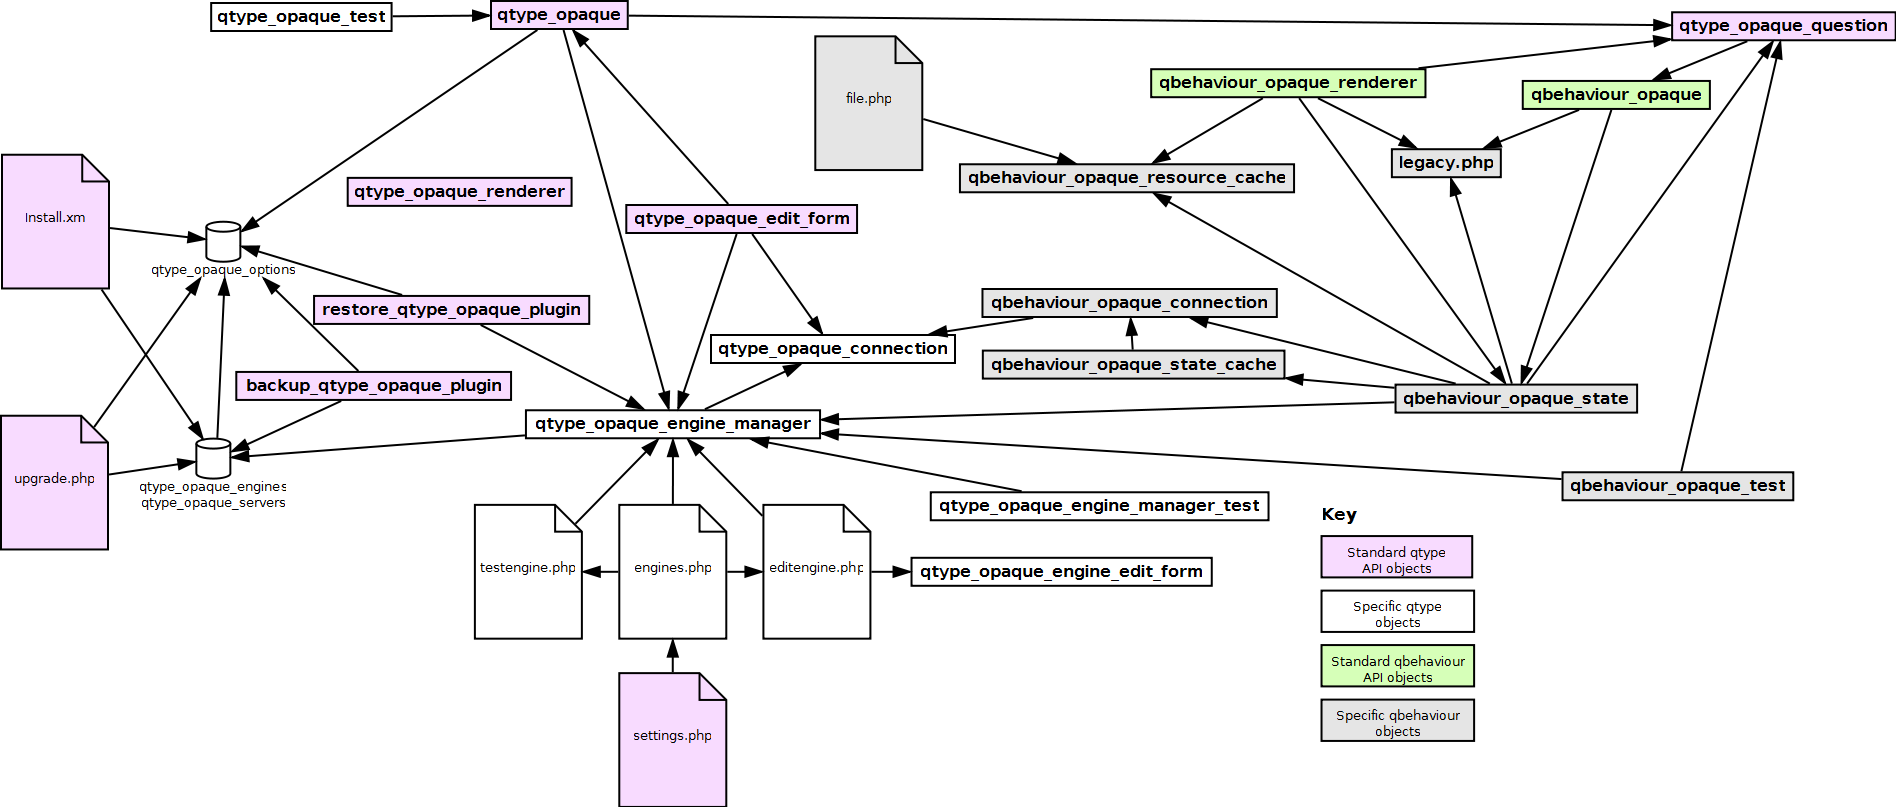 qtype_opaque_test
qtype_opaque
qtype_opaque_question
file.php
qbehaviour_opaque_renderer
qbehaviour_opaque
legacy.php
qbehaviour_opaque_resource_cache
Install.xm
qtype_opaque_renderer
qtype_opaque_edit_form
qtype_opaque_options
restore_qtype_opaque_plugin
qbehaviour_opaque_connection
qtype_opaque_connection
qbehaviour_opaque_state_cache
backup_qtype_opaque_plugin
qbehaviour_opaque_state
qtype_opaque_engine_manager
upgrade.php
qtype_opaque_engines
qtype_opaque_servers
qbehaviour_opaque_test
qtype_opaque_engine_manager_test
testengine.php
engines.php
editengine.php
qtype_opaque_engine_edit_form
settings.php
Key
Standard qtype
API objects
Specific qtype
objects
Standard qbehaviour
API objects
Specific qbehaviour
objects